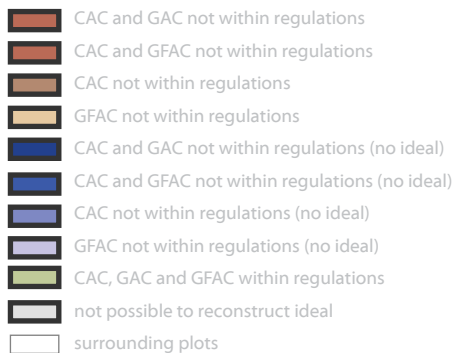 CAC and GAC not within regulations
CAC and GFAC not within regulations
CAC not within regulations
GFAC not within regulations
CAC and GAC not within regulations (no ideal)
CAC and GFAC not within regulations (no ideal)
CAC not within regulations (no ideal)
GFAC not within regulations (no ideal)
CAC, GAC and GFAC within regulations
not possible to reconstruct ideal
surrounding plots